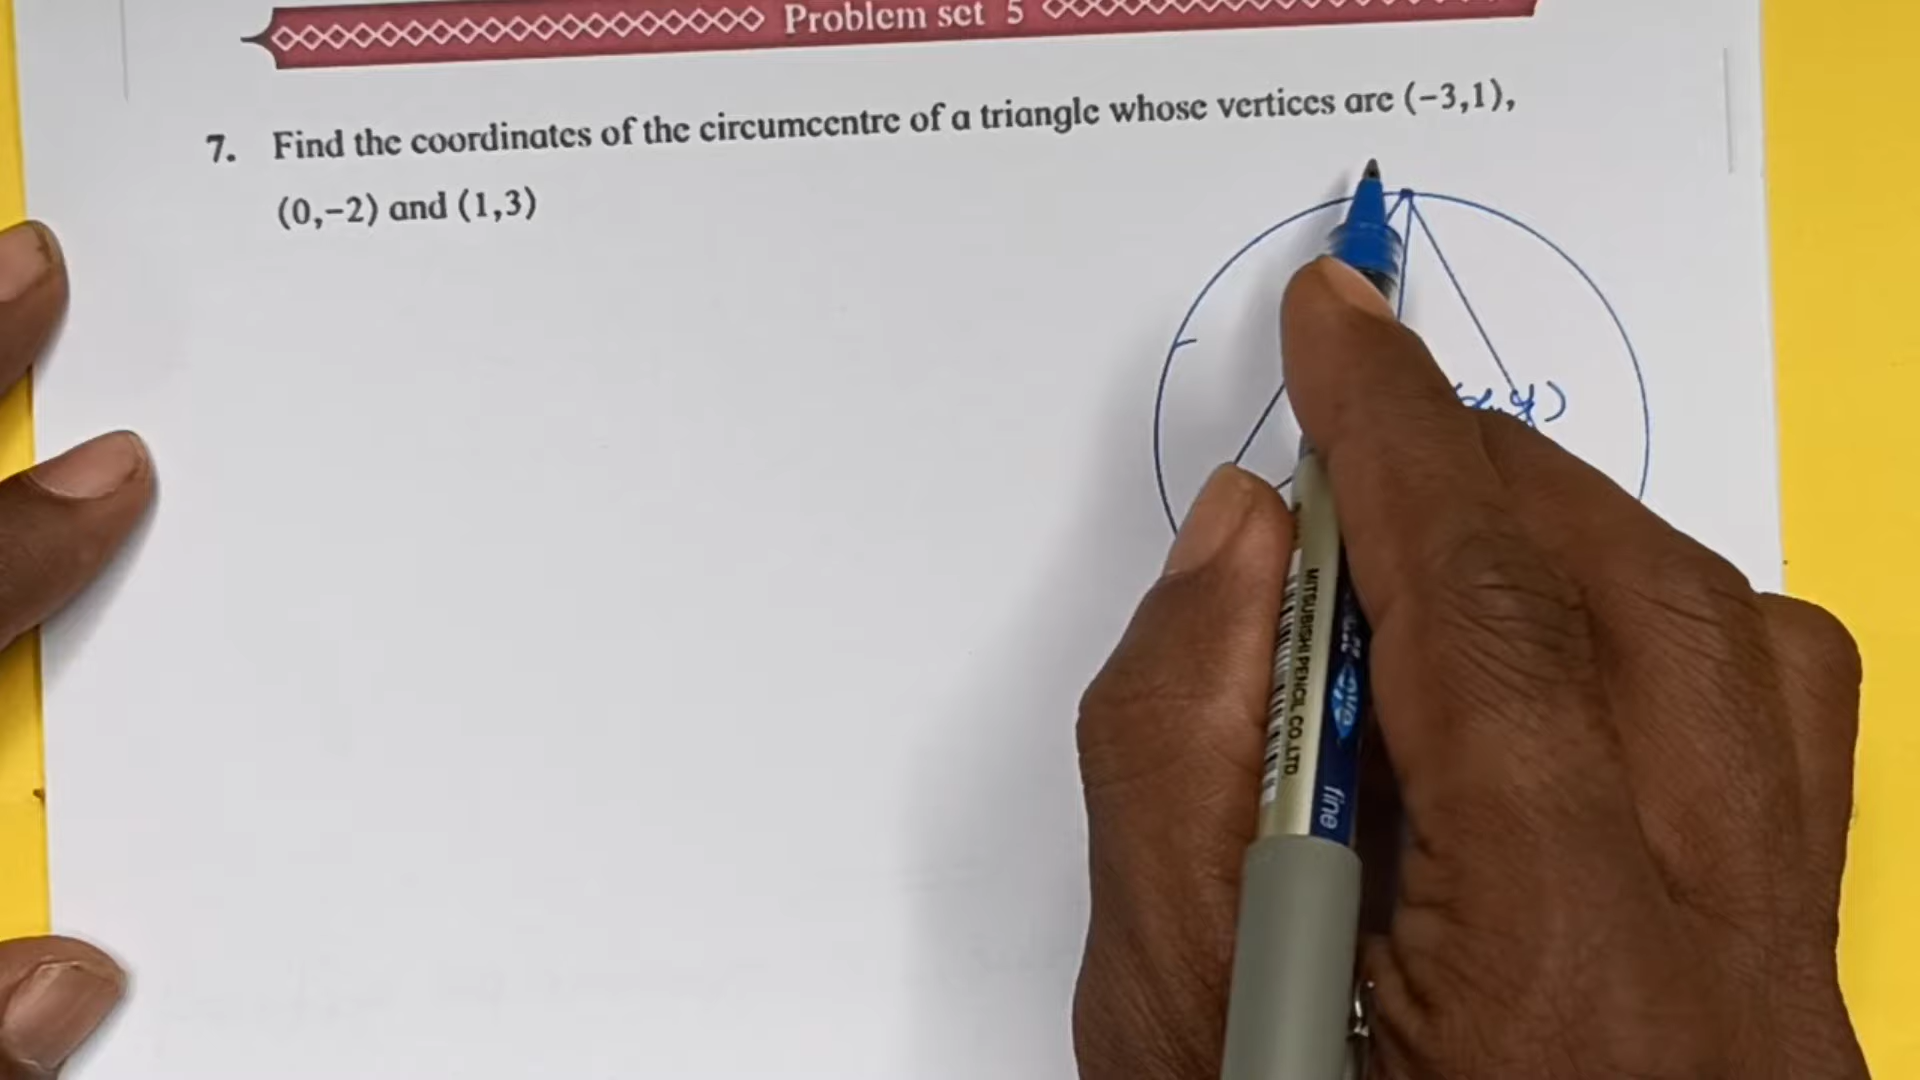 Problem set 5
7. Find the coordinates of the circumcentre of a triangle whose vertices are (-3,1),
(0,-2) and (1,3)
(x, y)
MITSUBISHI PENCIL CO.,LTD.
fine